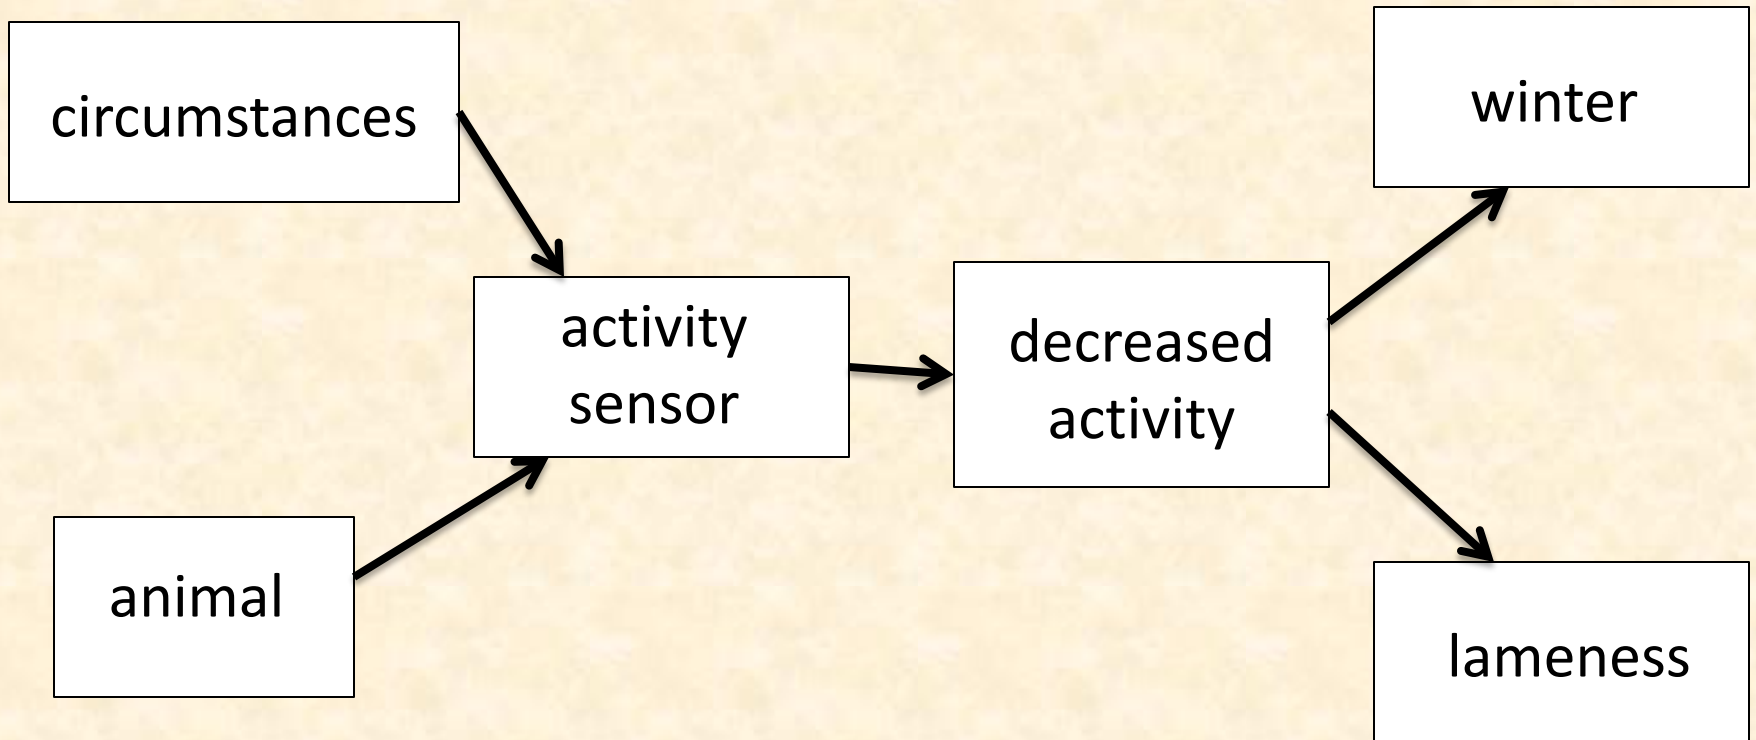 circumstances
winter
activity
sensor
decreased
activity
animal
lameness